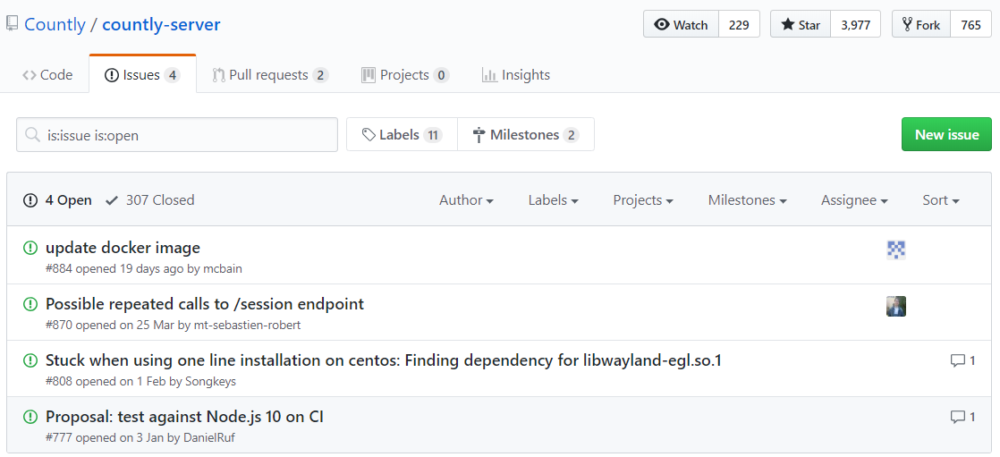 Countly / countly-server
Watch 229 Star 3,977 Fork 765
Code Issues 4 Pull requests 2 Projects 0 Insights
is:issue is:open Labels 11 Milestones 2 New issue
4 Open 307 Closed Author Labels Projects Milestones Assignee Sort
update docker image
#884 opened 19 days ago by mcbain
Possible repeated calls to /session endpoint
#870 opened on 25 Mar by mt-sebastien-robert
Stuck when using one line installation on centos: Finding dependency for libwayland-egl.so.1 1
#808 opened on 1 Feb by Songkeys
Proposal: test against Node.js 10 on CI 1
#777 opened on 3 Jan by DanielRuf